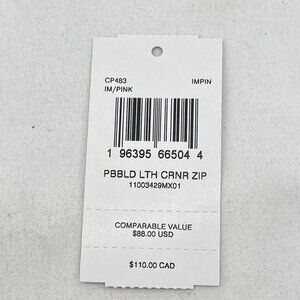 CP483 IMPIN
IM/PINK
1 96395 66504 4
PBBLD LTH CRNR ZIP
11003429MX01
COMPARABLE VALUE
$88.00 USD
$110.00 CAD